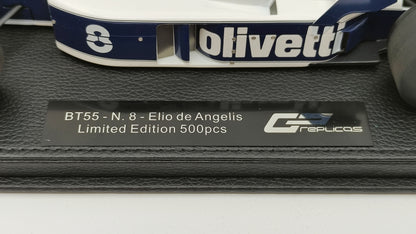 8 olivetti
BT55 - N. 8 - Elio de Angelis
Limited Edition 500pcs
GP REPLICAS